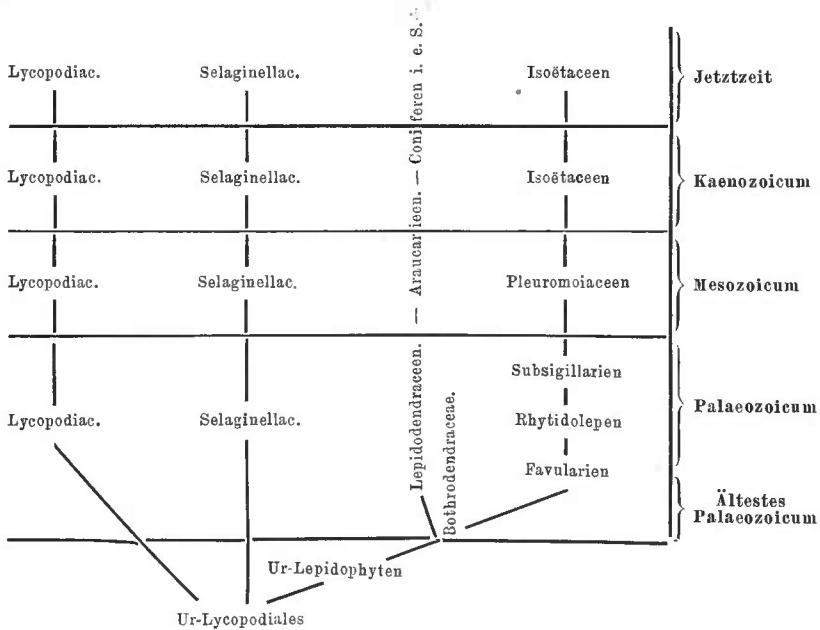 Lycopodiac. Selaginellac. Isoëtaceen Jetztzeit
Lycopodiac. Selaginellac. Isoëtaceen Kaenozoicum
Lycopodiac. Selaginellac. Pleuromoiaceen Mesozoicum
Lepidodendraceen. — Araucarieen. — Coniferen i. e. S.
Bothrodendraceae.
Subsigillarien
Lycopodiac. Selaginellac. Rhytidolepen Palaeozoicum
Favularien
Ältestes
Palaeozoicum
Ur-Lepidophyten
Ur-Lycopodiales